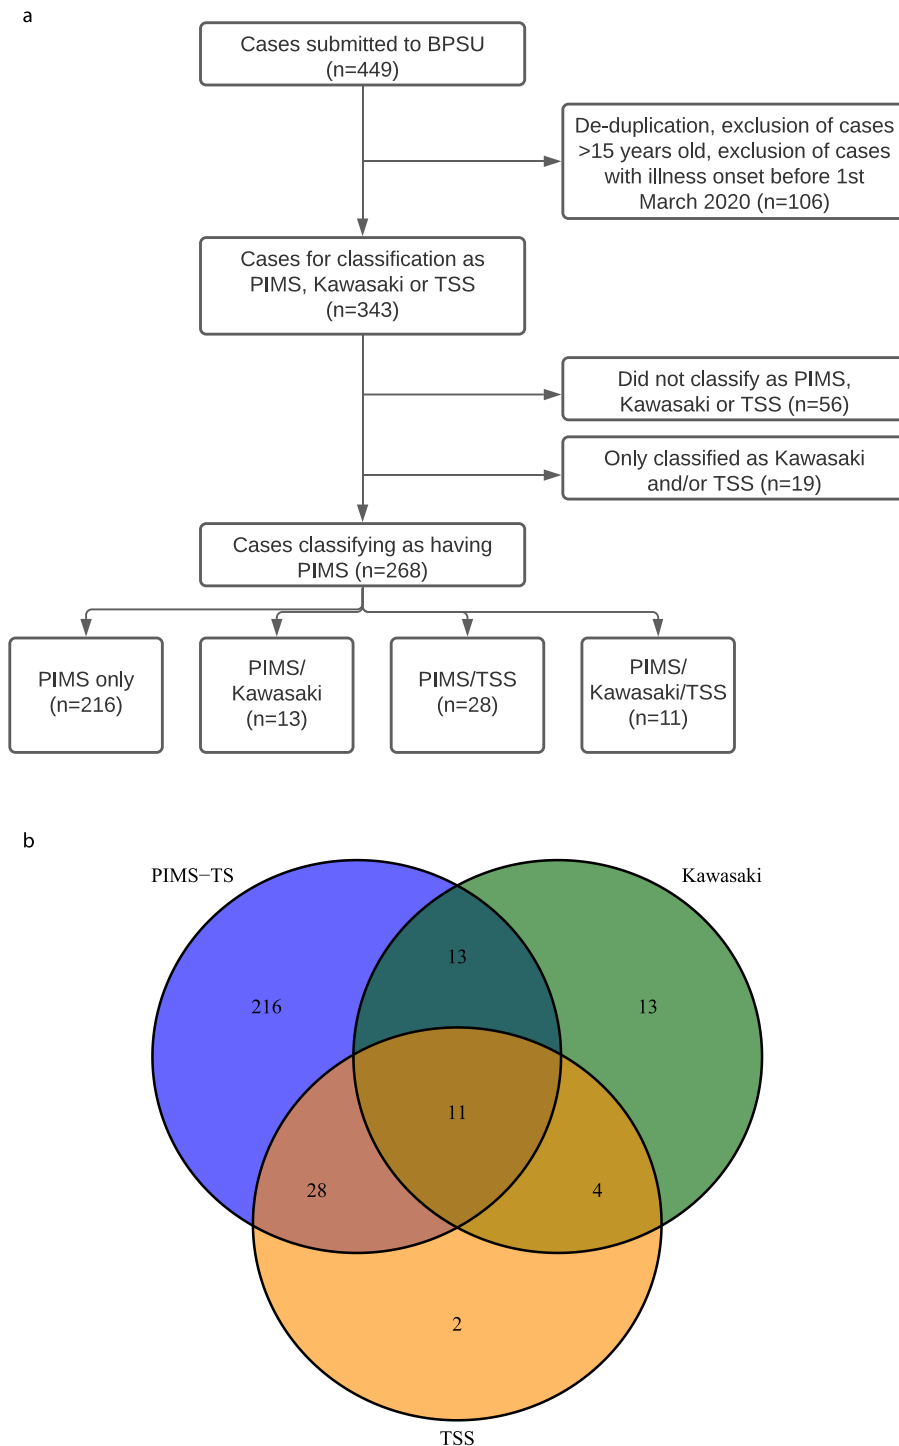 a
Cases submitted to BPSU
(n=449)
De-duplication, exclusion of cases
>15 years old, exclusion of cases
with illness onset before 1st
March 2020 (n=106)
Cases for classification as
PIMS, Kawasaki or TSS
(n=343)
Did not classify as PIMS,
Kawasaki or TSS (n=56)
Only classified as Kawasaki
and/or TSS (n=19)
Cases classifying as having
PIMS (n=268)
PIMS only
(n=216)
PIMS/
Kawasaki
(n=13)
PIMS/TSS
(n=28)
PIMS/
Kawasaki/TSS
(n=11)
b
PIMS−TS
Kawasaki
13
216
13
11
28
4
2
TSS